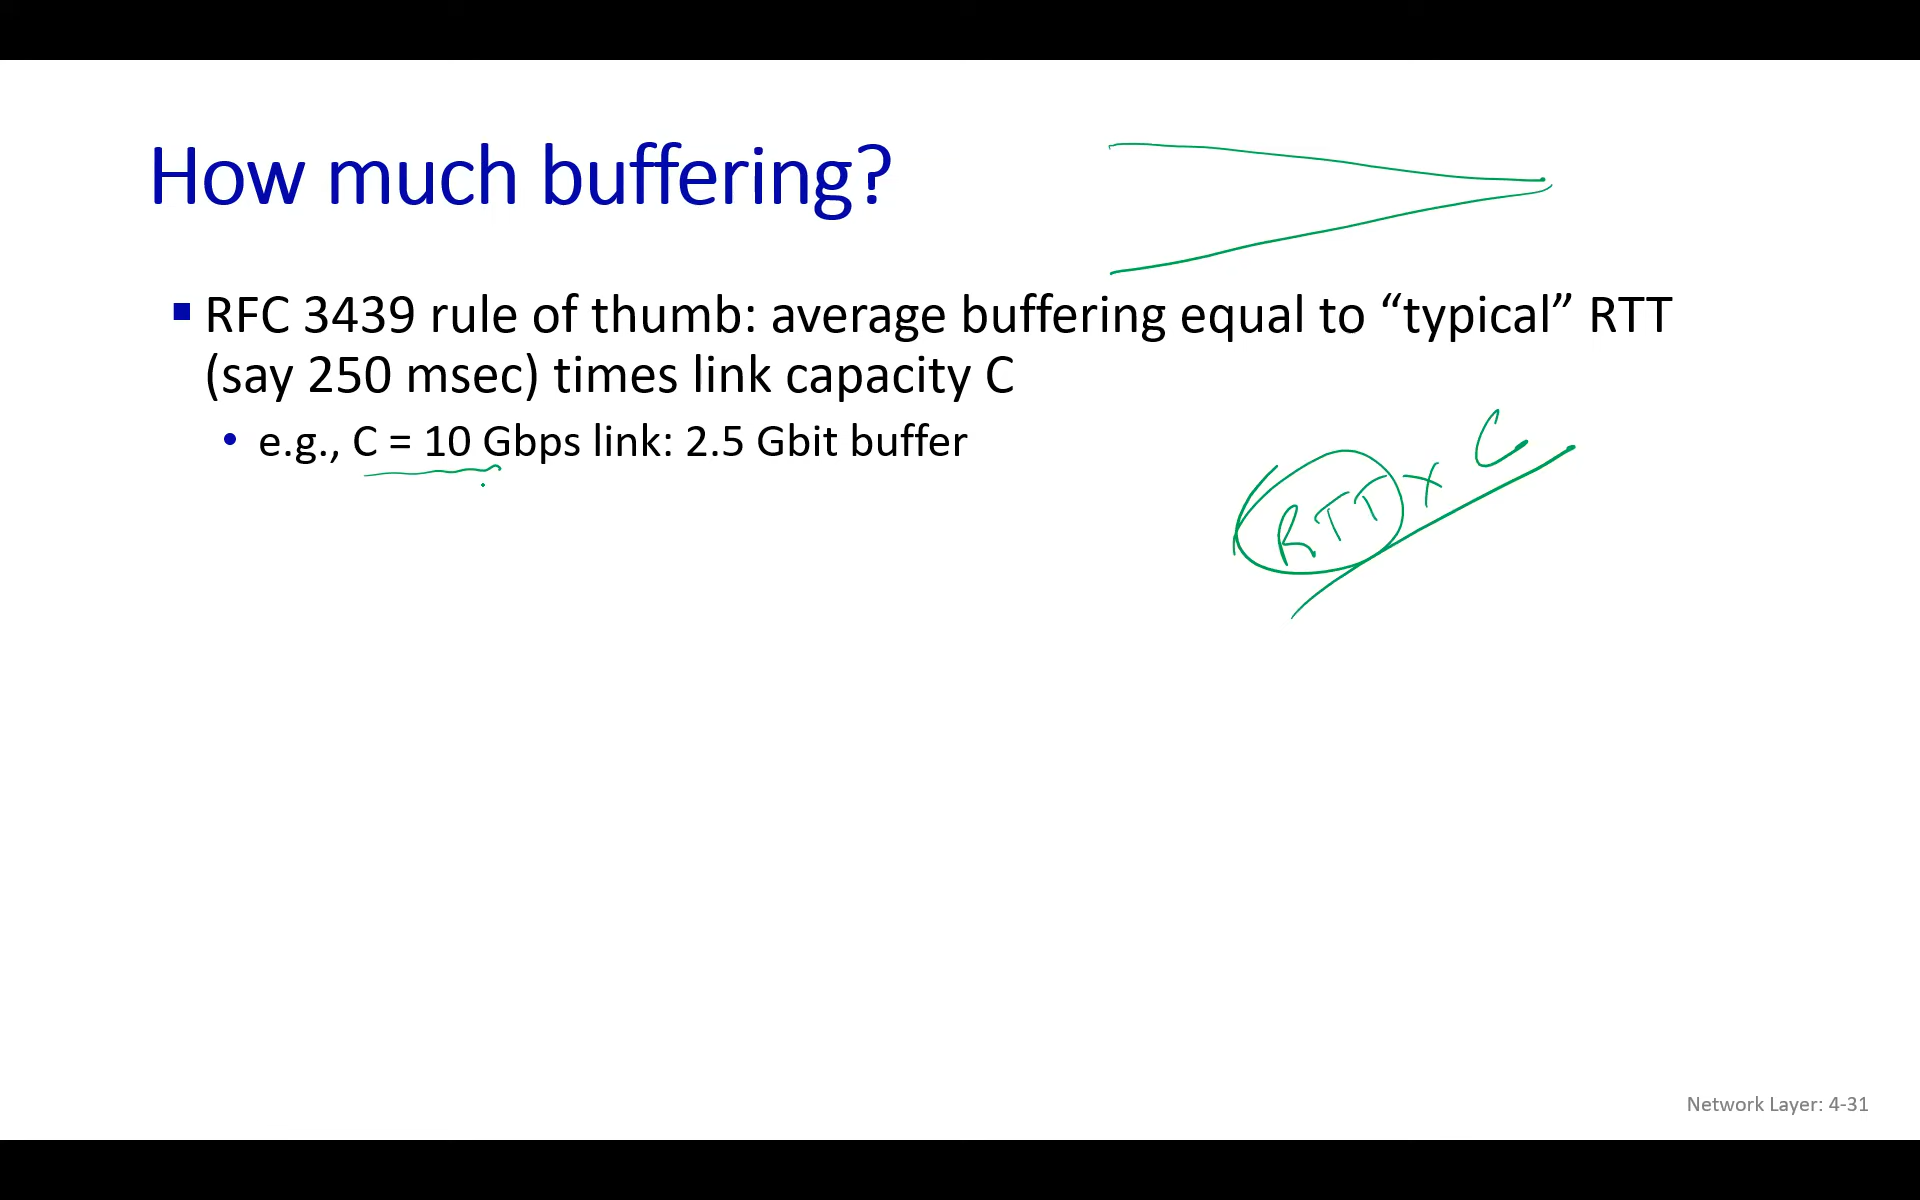 How much buffering?
▪ RFC 3439 rule of thumb: average buffering equal to “typical” RTT
(say 250 msec) times link capacity C
• e.g., C = 10 Gbps link: 2.5 Gbit buffer
RTT x C
Network Layer: 4-31